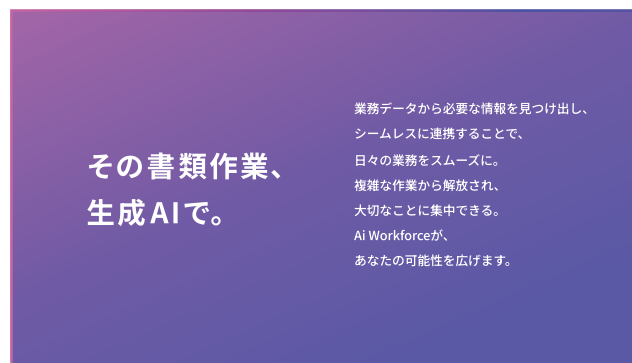 その書類作業、
生成AIで。
業務データから必要な情報を見つけ出し、
シームレスに連携することで、
日々の業務をスムーズに。
複雑な作業から解放され、
大切なことに集中できる。
Ai Workforceが、
あなたの可能性を広げます。